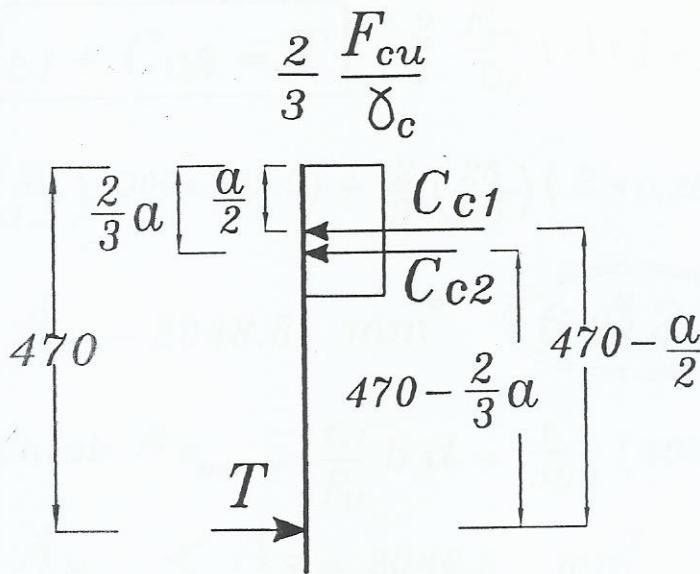 2/3 F_cu/γ_c
2/3 a
a/2
C_c1
C_c2
470
470 - 2/3 a
470 - a/2
T